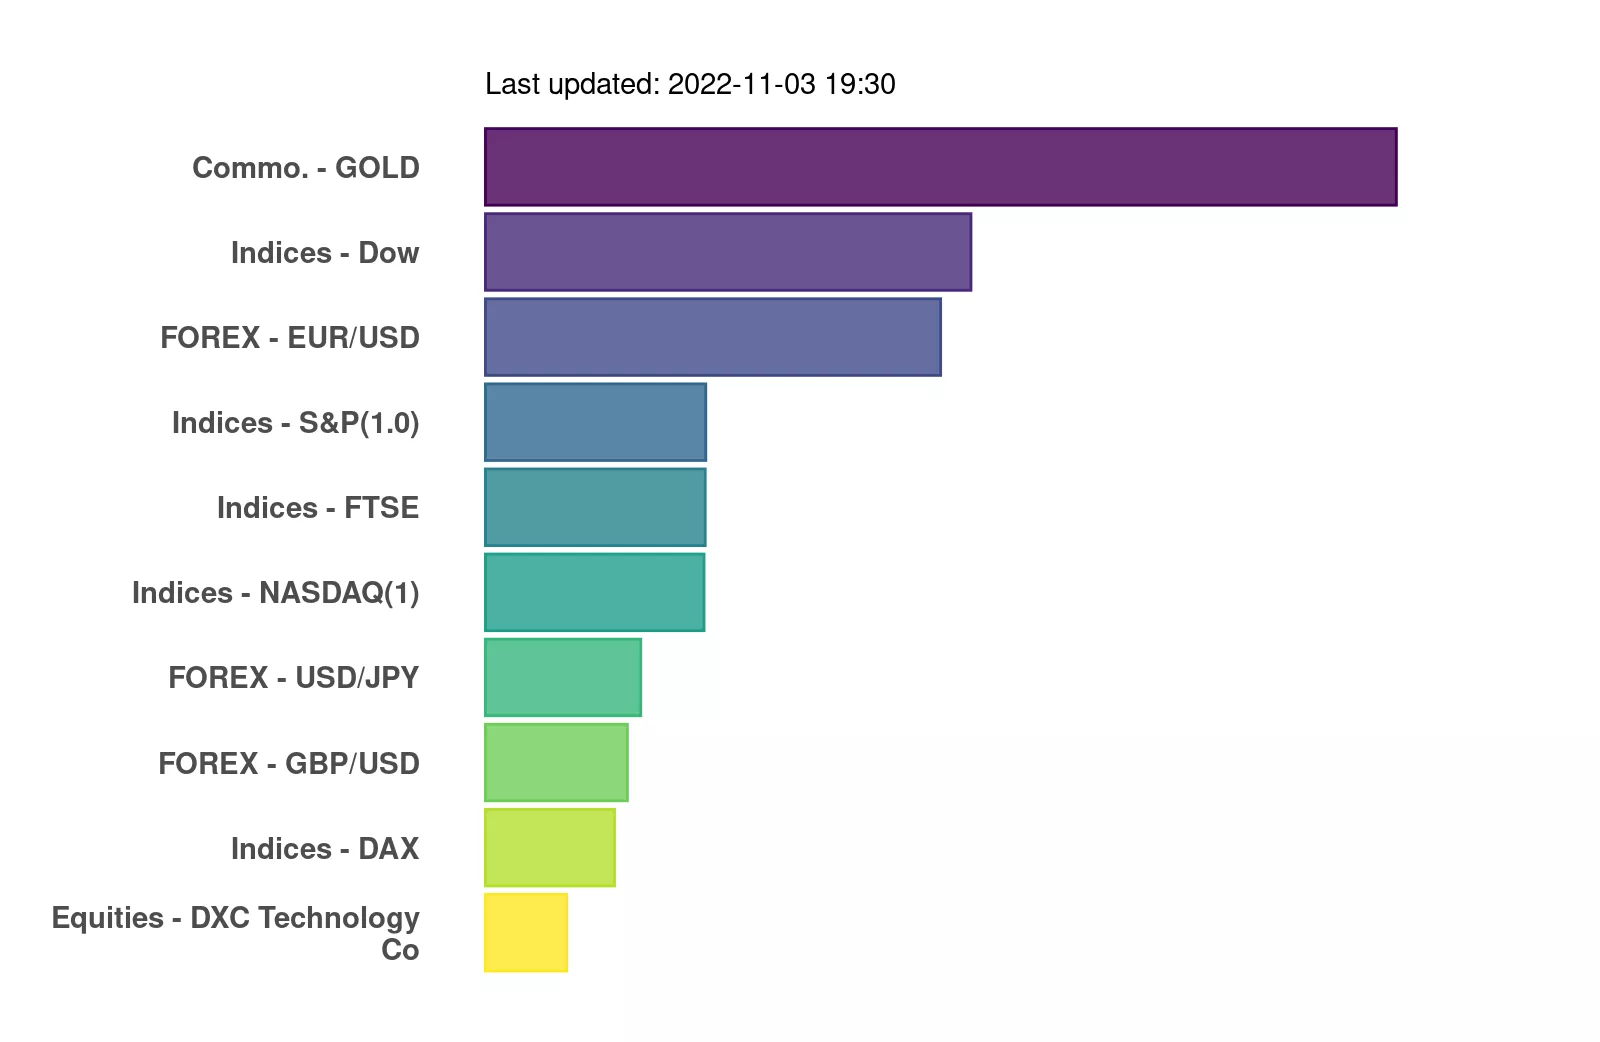 Last updated: 2022-11-03 19:30
Commo. - GOLD
Indices - Dow
FOREX - EUR/USD
Indices - S&P(1.0)
Indices - FTSE
Indices - NASDAQ(1)
FOREX - USD/JPY
FOREX - GBP/USD
Indices - DAX
Equities - DXC Technology
Co